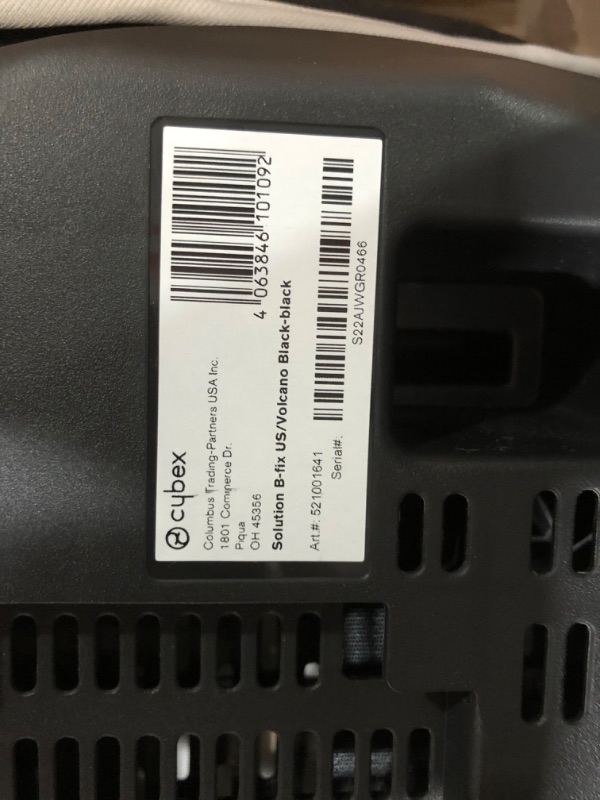 cybex
Columbus Trading-Partners USA Inc.
1801 Commerce Dr.
Piqua
OH 45356
4 063846 101092
Solution B-fix US/Volcano Black-black
Art.#: 521001641
Serial#:
S22AJWGR0466